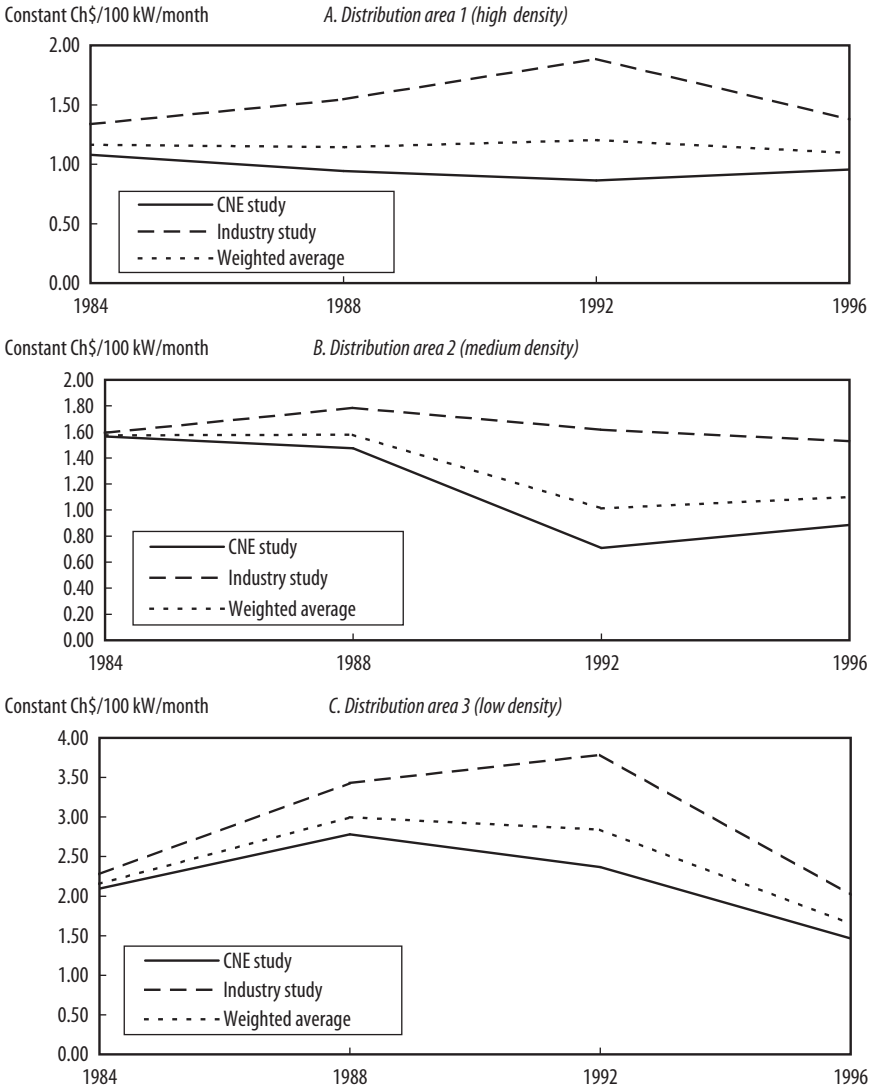 Constant Ch$/100 kW/month A. Distribution area 1 (high density)
2.00
1.50
1.00
0.50
0.00
CNE study
Industry study
Weighted average
1984 1988 1992 1996
Constant Ch$/100 kW/month B. Distribution area 2 (medium density)
2.00
1.80
1.60
1.40
1.20
1.00
0.80
0.60
0.40
0.20
0.00
CNE study
Industry study
Weighted average
1984 1988 1992 1996
Constant Ch$/100 kW/month C. Distribution area 3 (low density)
4.00
3.50
3.00
2.50
2.00
1.50
1.00
0.50
0.00
CNE study
Industry study
Weighted average
1984 1988 1992 1996